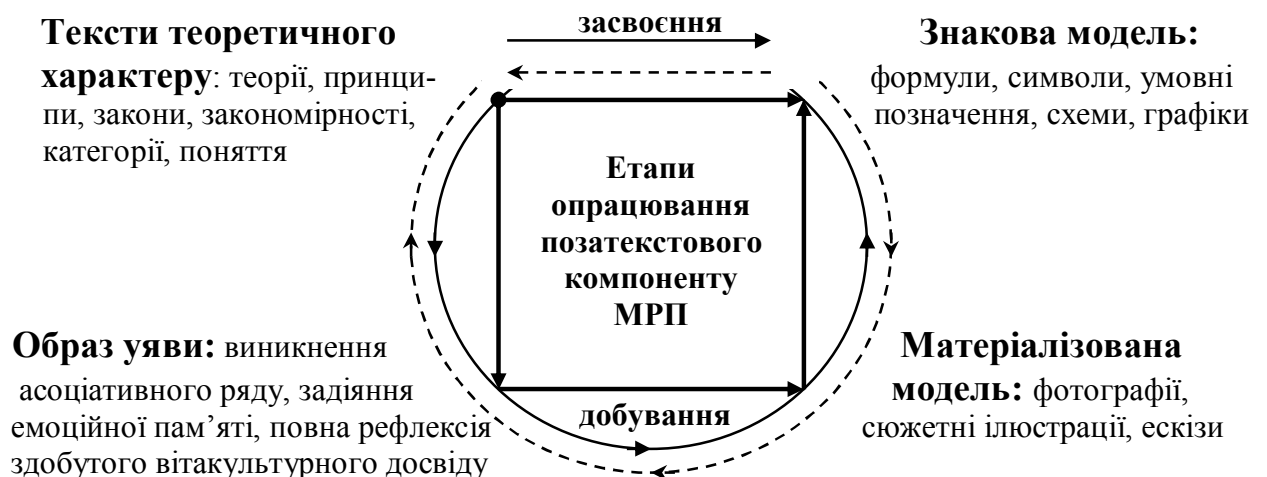 Тексти теоретичного
характеру: теорії, принци-
пи, закони, закономірності,
категорії, поняття
засвоєння
Знакова модель:
формули, символи, умовні
позначення, схеми, графіки
Етапи
опрацювання
позатекстового
компоненту
МРП
Образ уяви: виникнення
асоціативного ряду, задіяння
емоційної пам’яті, повна рефлексія
здобутого вітакультурного досвіду
добування
Матеріалізована
модель: фотографії,
сюжетні ілюстрації, ескізи